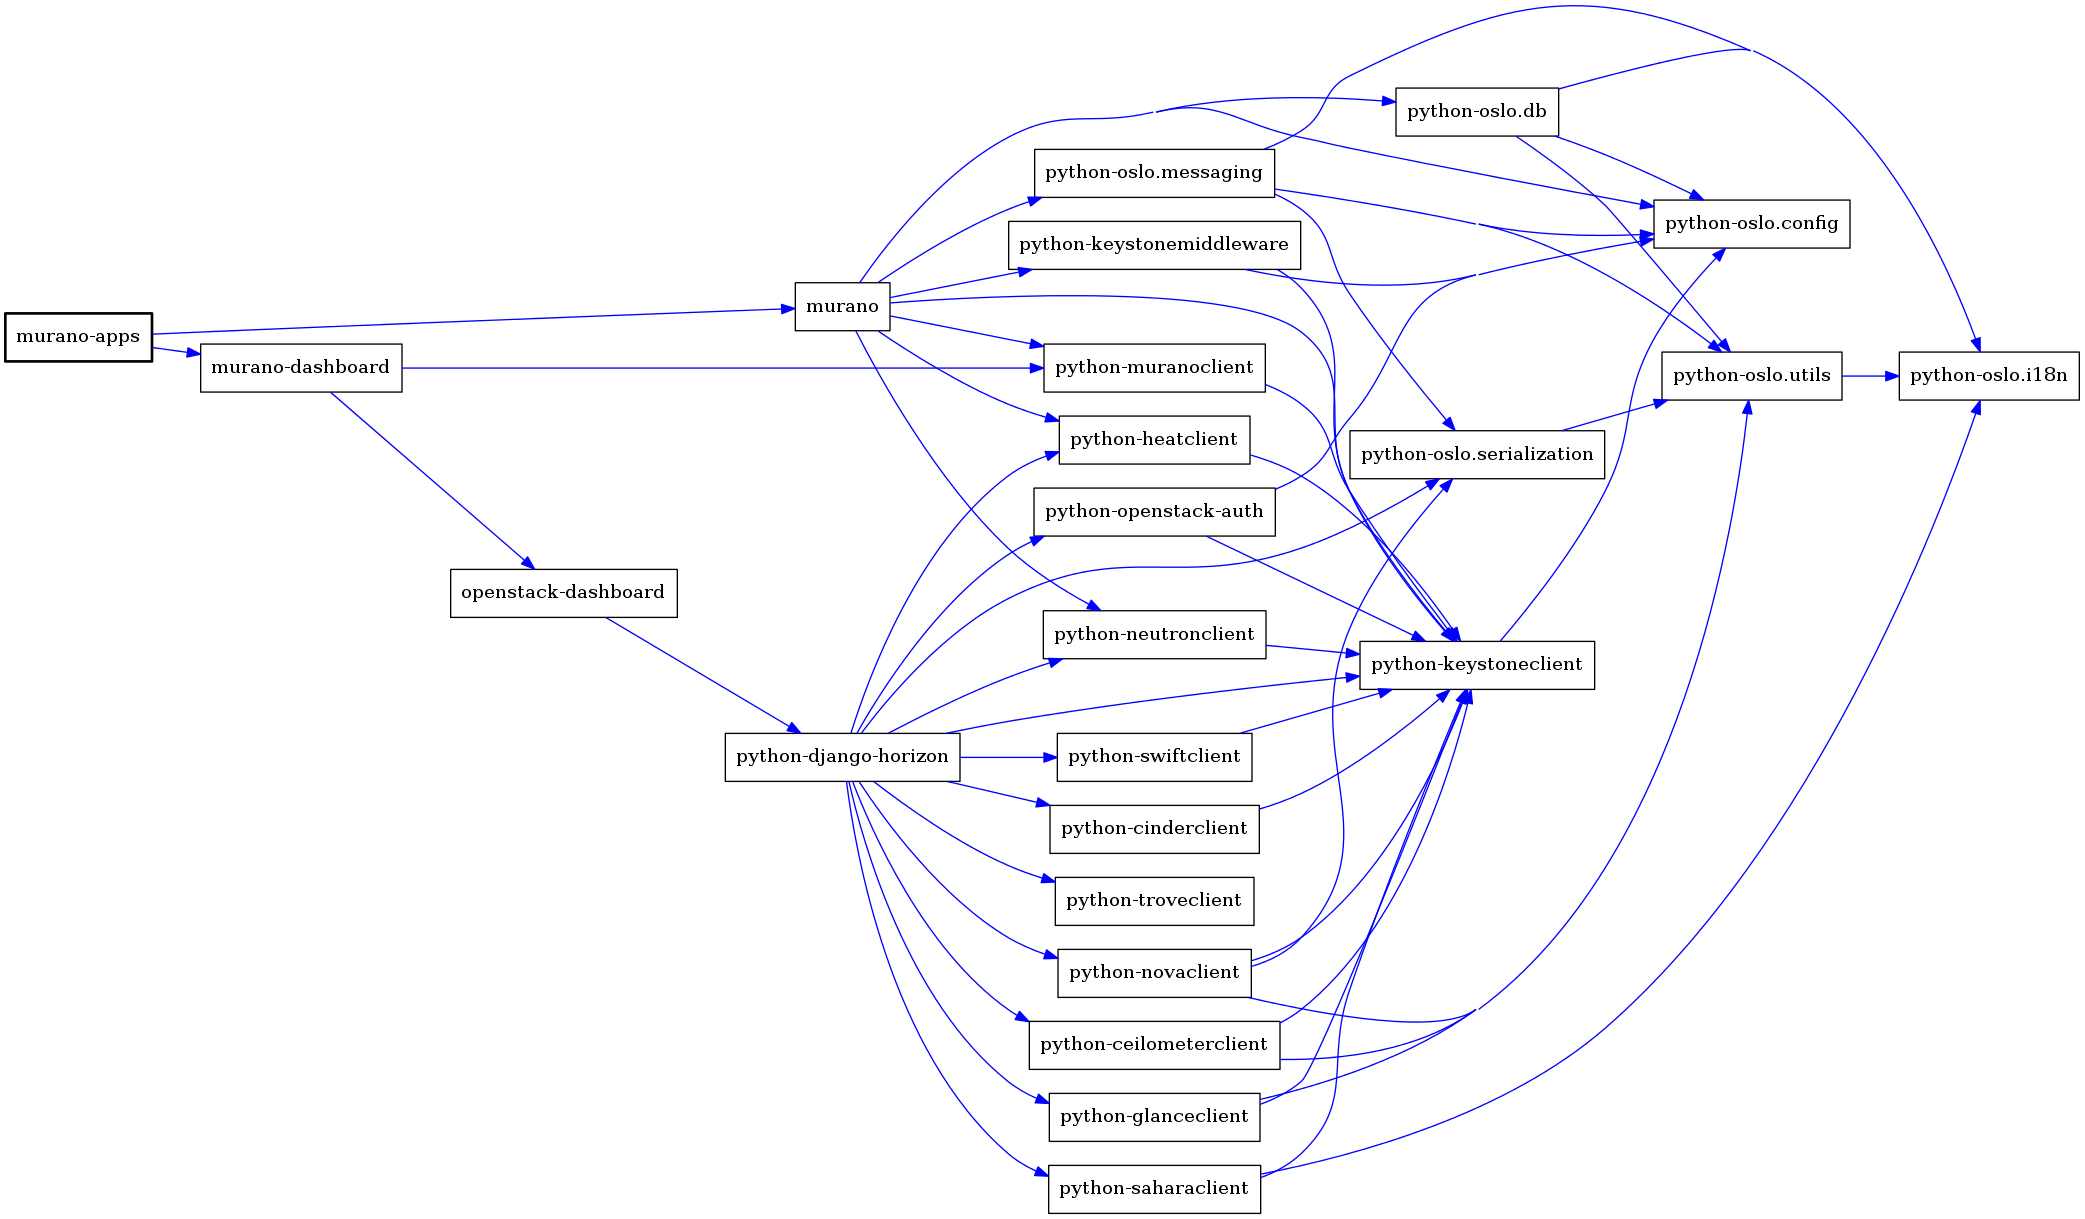 murano-apps
murano-dashboard
openstack-dashboard
murano
python-django-horizon
python-oslo.messaging
python-keystonemiddleware
python-muranoclient
python-heatclient
python-openstack-auth
python-neutronclient
python-swiftclient
python-cinderclient
python-troveclient
python-novaclient
python-ceilometerclient
python-glanceclient
python-saharaclient
python-oslo.db
python-oslo.serialization
python-keystoneclient
python-oslo.config
python-oslo.utils
python-oslo.i18n